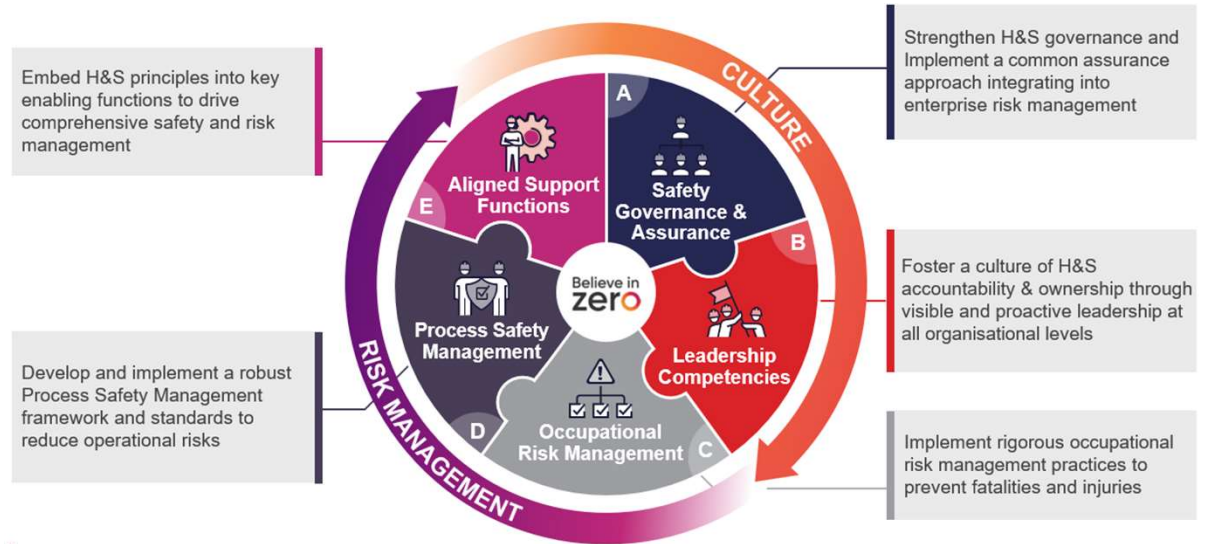 Embed H&S principles into key
enabling functions to drive
comprehensive safety and risk
management
Develop and implement a robust
Process Safety Management
framework and standards to
reduce operational risks
CULTURE
RISK MANAGEMENT
A
Safety
Governance &
Assurance
B
Leadership
Competencies
C
Occupational
Risk Management
D
Process Safety
Management
E
Aligned Support
Functions
Believe in
zero
Strengthen H&S governance and
Implement a common assurance
approach integrating into
enterprise risk management
Foster a culture of H&S
accountability & ownership through
visible and proactive leadership at
all organisational levels
Implement rigorous occupational
risk management practices to
prevent fatalities and injuries